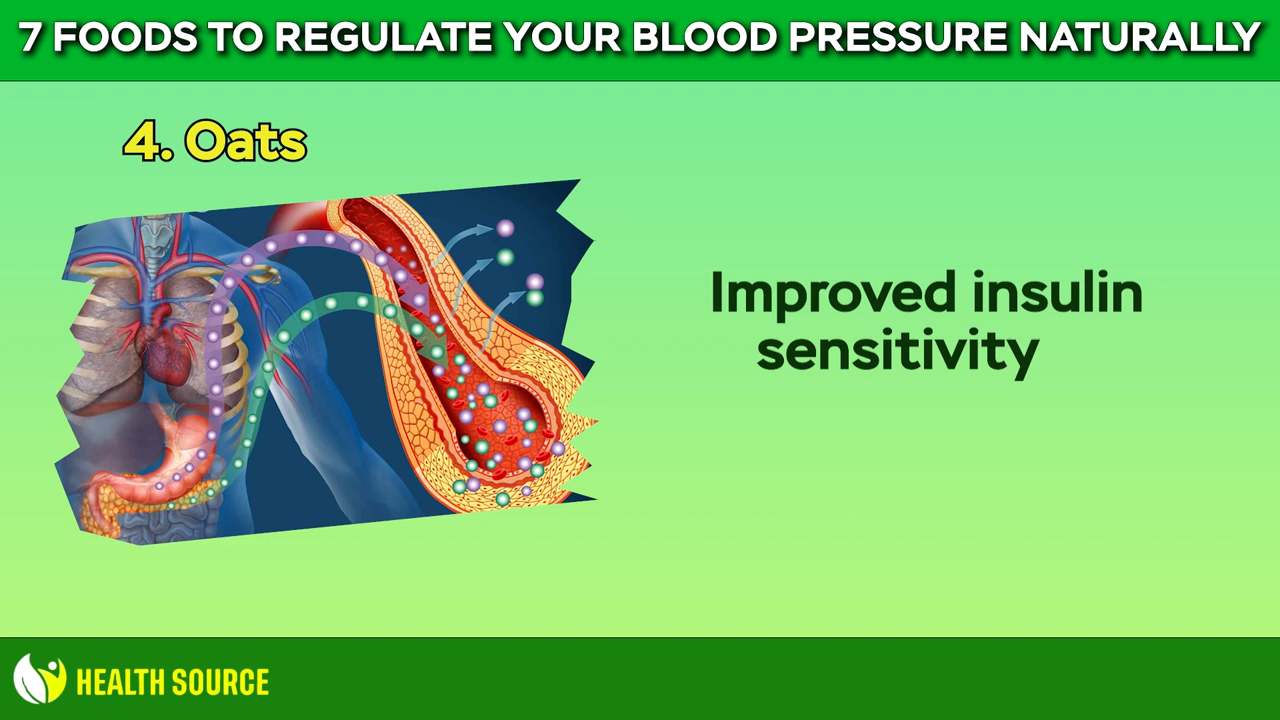 7 FOODS TO REGULATE YOUR BLOOD PRESSURE NATURALLY
4. Oats
Improved insulin
sensitivity
HEALTH SOURCE